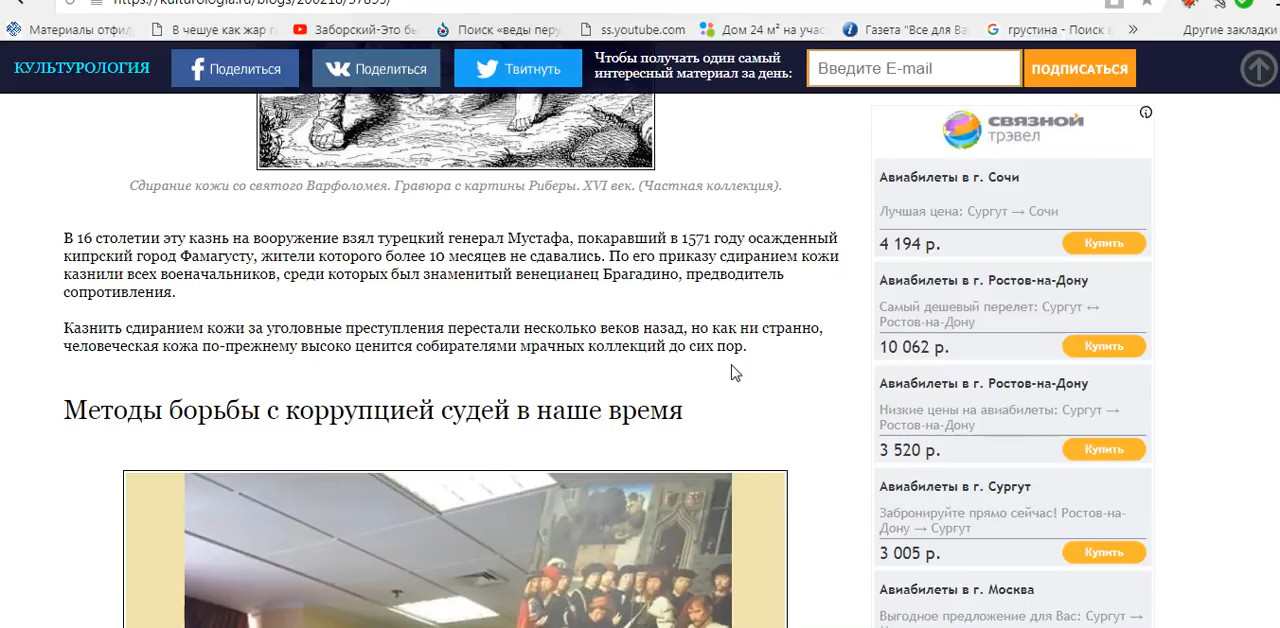 https://kulturologia.ru/blogs/200218/37895/
Материалы отфил
В чешуе как жар г
Заборский-Это бы
Поиск «веды перу
ss.youtube.com
Дом 24 м² на учас
Газета "Все для Ва
грустина - Поиск в
»
Другие закладки
КУЛЬТУРОЛОГИЯ
Поделиться
Поделиться
Твитнуть
Чтобы получать один самый
интересный материал за день:
Введите E-mail
ПОДПИСАТЬСЯ
Сдирание кожи со святого Варфоломея. Гравюра с картины Риберы. XVI век. (Частная коллекция).
В 16 столетии эту казнь на вооружение взял турецкий генерал Мустафа, покаравший в 1571 году осажденный
кипрский город Фамагусту, жители которого более 10 месяцев не сдавались. По его приказу сдиранием кожи
казнили всех военачальников, среди которых был знаменитый венецианец Брагадино, предводитель
сопротивления.
Казнить сдиранием кожи за уголовные преступления перестали несколько веков назад, но как ни странно,
человеческая кожа по-прежнему высоко ценится собирателями мрачных коллекций до сих пор.
Методы борьбы с коррупцией судей в наше время
СВЯЗНОЙ
трэвел
Авиабилеты в г. Сочи
Лучшая цена: Сургут → Сочи
4 194 р.
Купить
Авиабилеты в г. Ростов-на-Дону
Самый дешевый перелет: Сургут ↔
Ростов-на-Дону
10 062 р.
Купить
Авиабилеты в г. Ростов-на-Дону
Низкие цены на авиабилеты: Сургут →
Ростов-на-Дону
3 520 р.
Купить
Авиабилеты в г. Сургут
Забронируйте прямо сейчас! Ростов-на-
Дону → Сургут
3 005 р.
Купить
Авиабилеты в г. Москва
Выгодное предложение для Вас: Сургут →